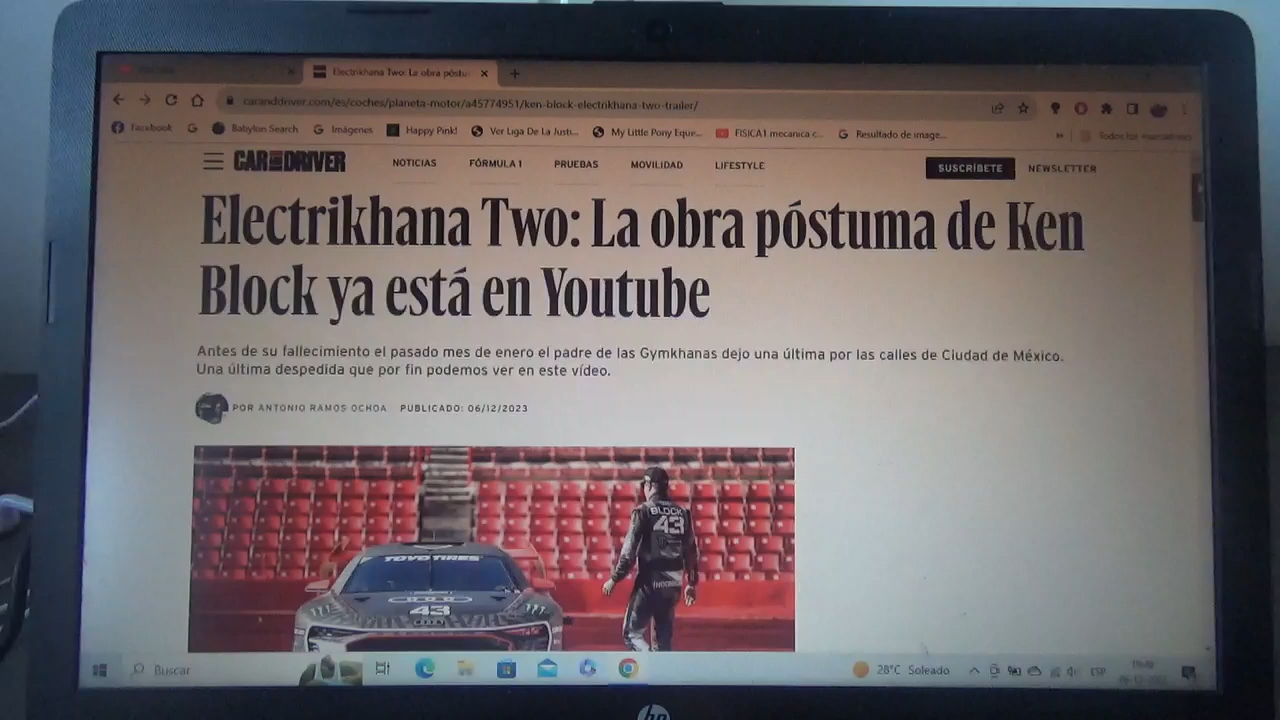 Electrikhana Two: La obra póstu
caranddriver.com/es/coches/planeta-motor/a45774951/ken-block-electrikhana-two-trailer/
Facebook Babylon Search Imágenes Happy Pink! Ver Liga De La Justi... My Little Pony Eque... FISICA1 mecanica c... Resultado de image... » Todos los marcadores
CAR AND DRIVER NOTICIAS FÓRMULA 1 PRUEBAS MOVILIDAD LIFESTYLE SUSCRÍBETE NEWSLETTER
Electrikhana Two: La obra póstuma de Ken
Block ya está en Youtube
Antes de su fallecimiento el pasado mes de enero el padre de las Gymkhanas dejo una última por las calles de Ciudad de México.
Una última despedida que por fin podemos ver en este vídeo.
POR ANTONIO RAMOS OCHOA PUBLICADO: 06/12/2023
BLOCK
43
TOYO TIRES
HOONIGAN
43
Buscar 28°C Soleado ESP
hp